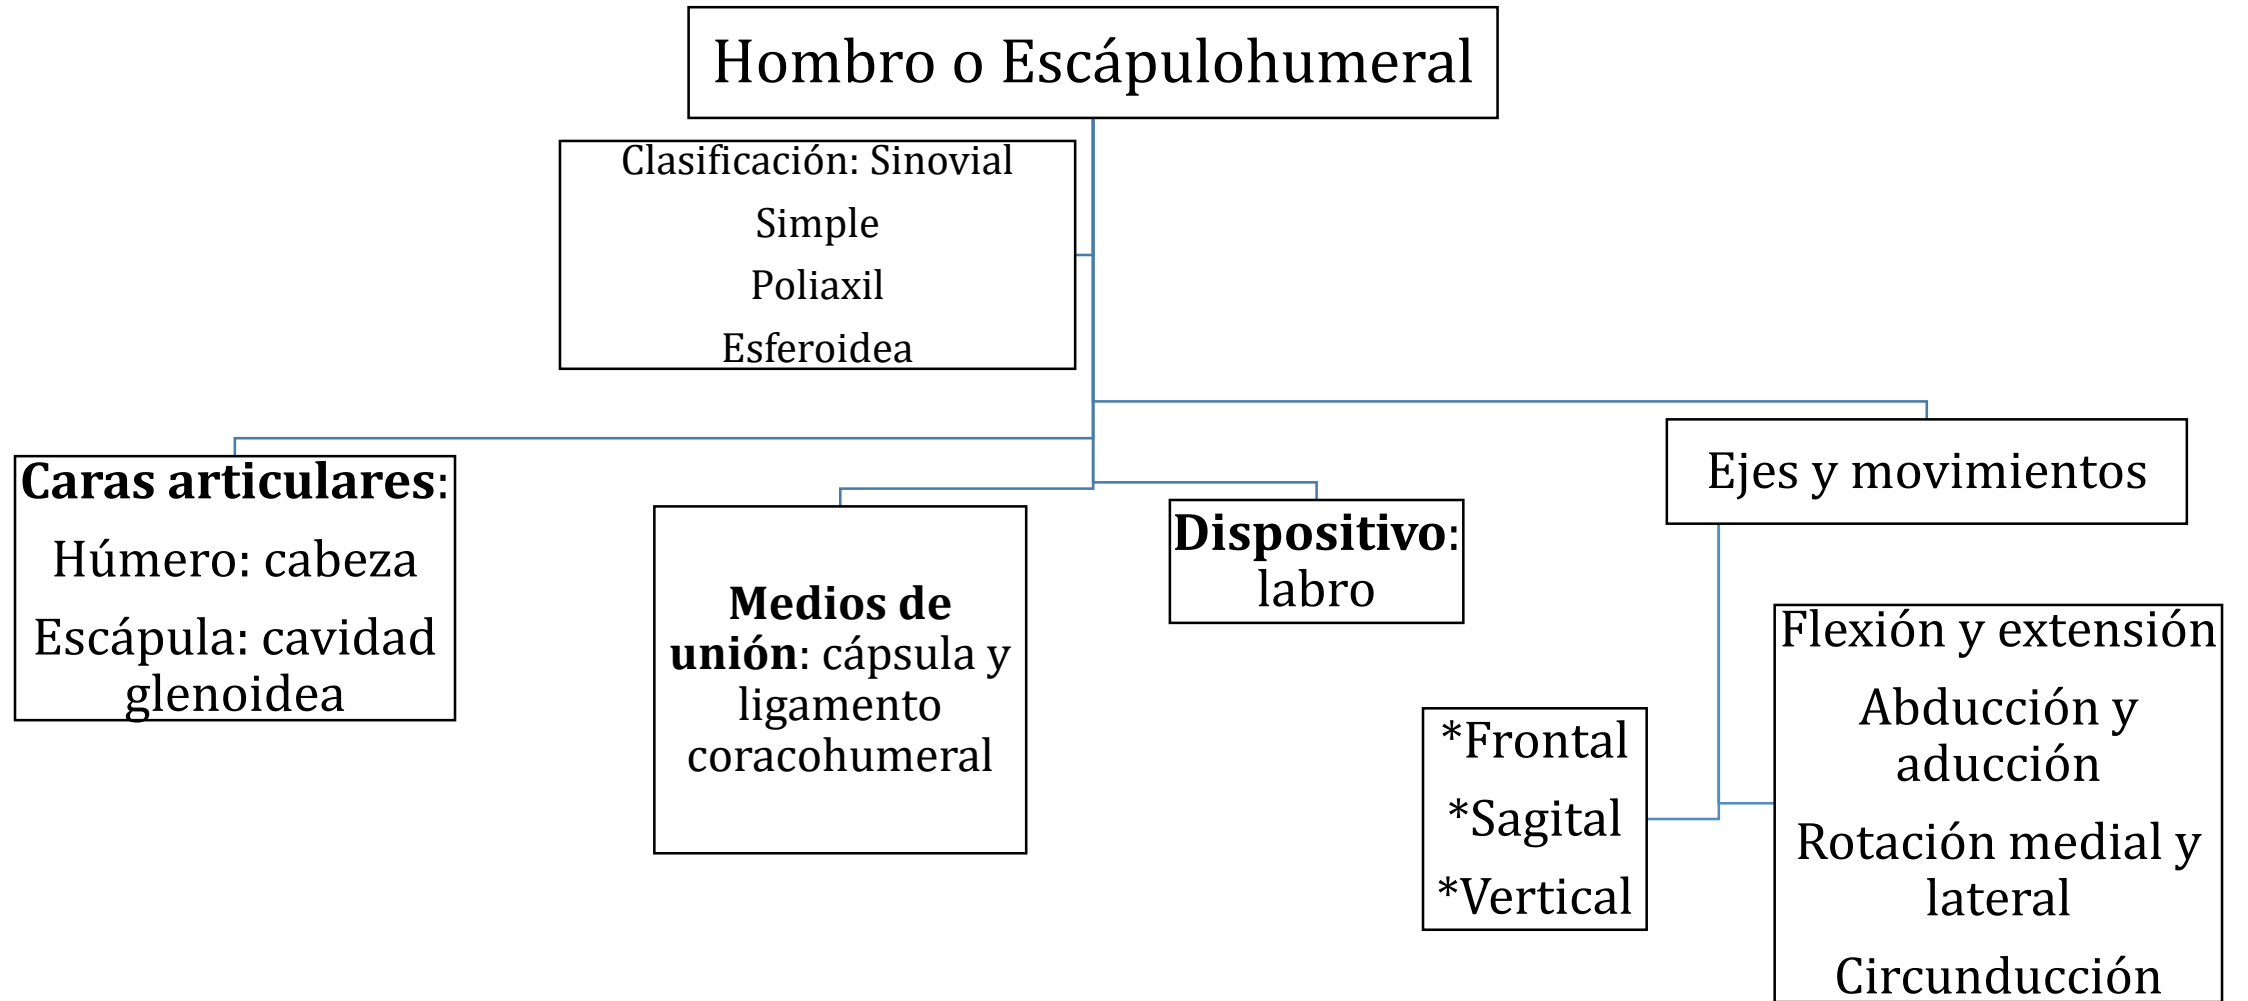 Hombro o Escápulohumeral
Clasificación: Sinovial
Simple
Poliaxil
Esferoidea
Caras articulares:
Húmero: cabeza
Escápula: cavidad
glenoidea
Medios de
unión: cápsula y
ligamento
coracohumeral
Dispositivo:
labro
Ejes y movimientos
*Frontal
*Sagital
*Vertical
Flexión y extensión
Abducción y
aducción
Rotación medial y
lateral
Circunducción